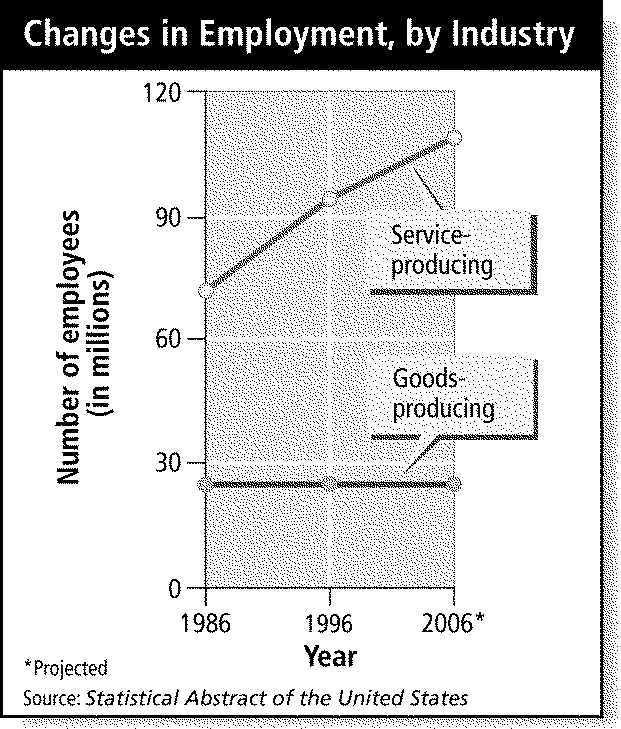 Changes in Employment, by Industry
Number of employees
(in millions)
120
90
60
30
0
Service-
producing
Goods-
producing
1986 1996 2006*
Year
*Projected
Source: Statistical Abstract of the United States